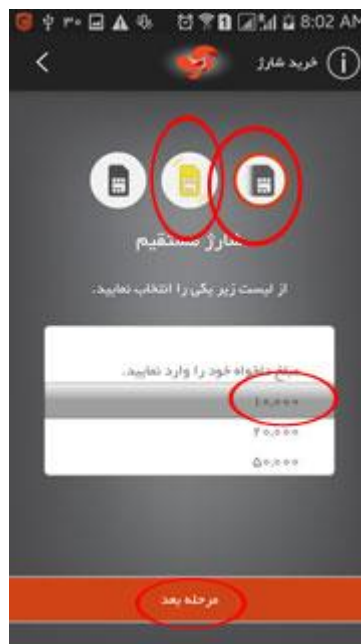 ۳۰ 8:02 AM
خرید شارژ
شارژ مستقیم
از لیست زیر یکی را انتخاب نمایید.
مبلغ دلخواه خود را وارد نمایید.
۱۰,۰۰۰
۲۰,۰۰۰
۵۰,۰۰۰
مرحله بعد